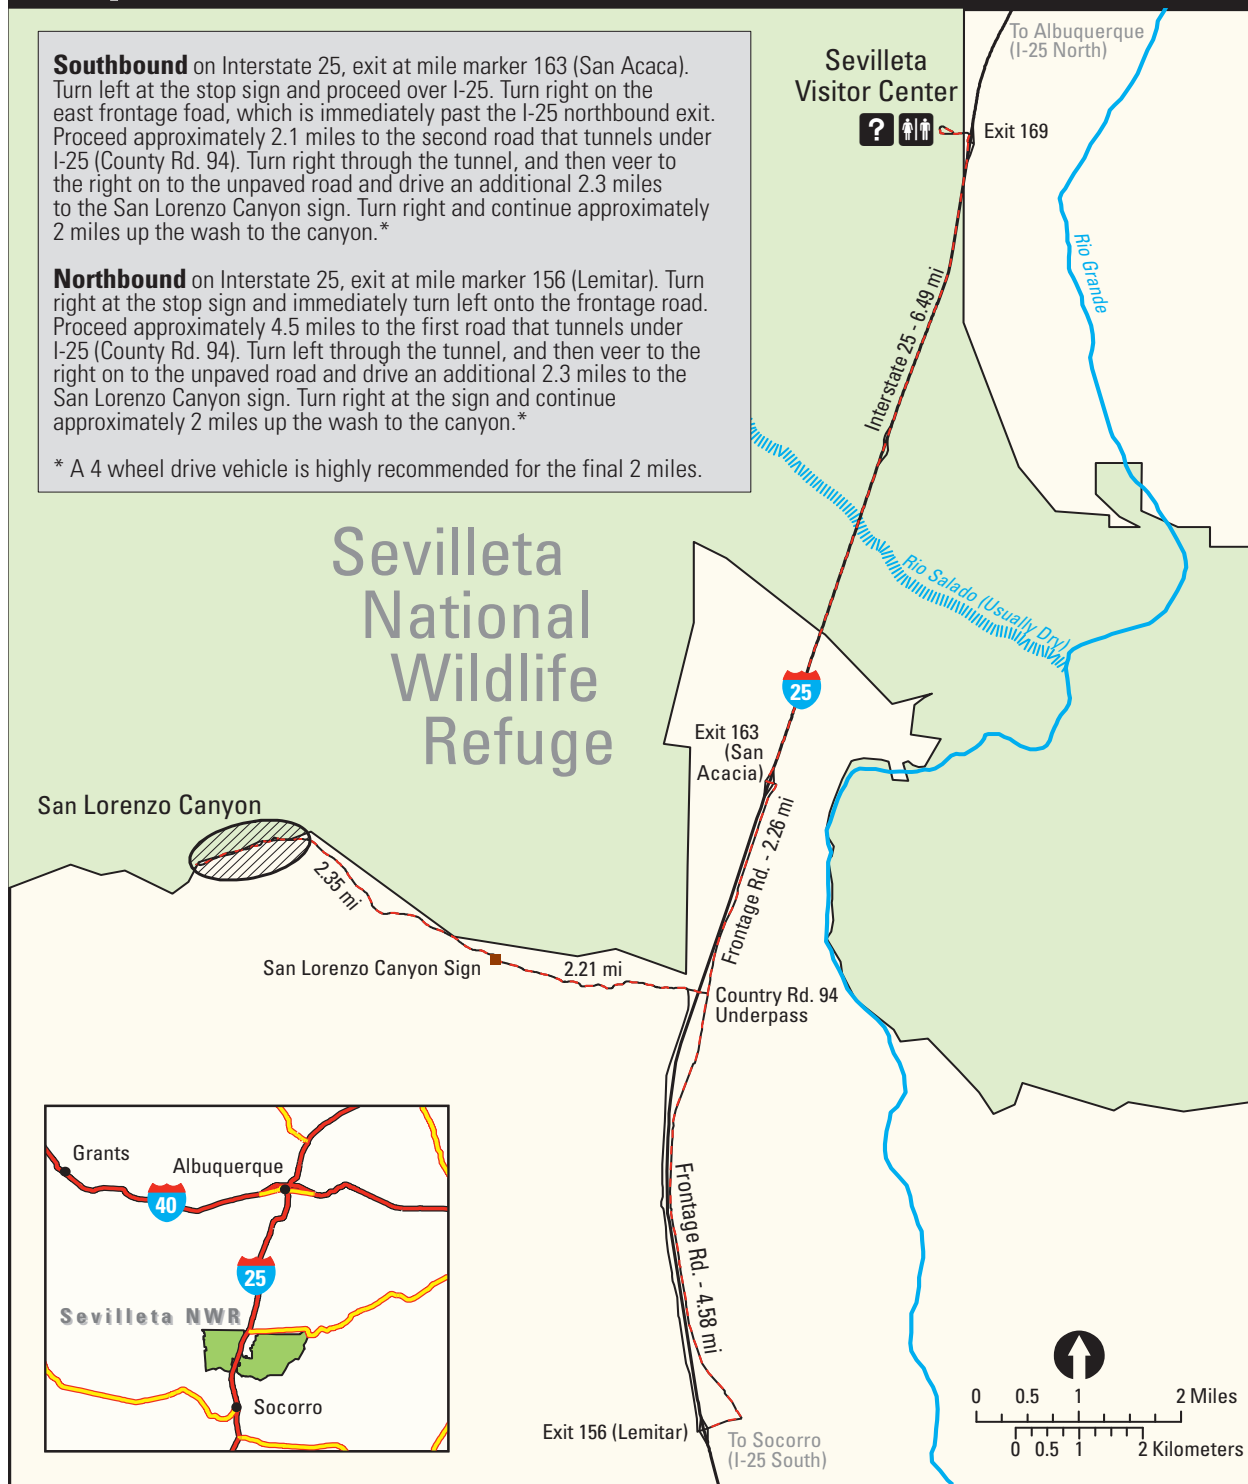 Southbound on Interstate 25, exit at mile marker 163 (San Acaca).
Turn left at the stop sign and proceed over I-25. Turn right on the
east frontage foad, which is immediately past the I-25 northbound exit.
Proceed approximately 2.1 miles to the second road that tunnels under
I-25 (County Rd. 94). Turn right through the tunnel, and then veer to
the right on to the unpaved road and drive an additional 2.3 miles
to the San Lorenzo Canyon sign. Turn right and continue approximately
2 miles up the wash to the canyon.*
Northbound on Interstate 25, exit at mile marker 156 (Lemitar). Turn
right at the stop sign and immediately turn left onto the frontage road.
Proceed approximately 4.5 miles to the first road that tunnels under
I-25 (County Rd. 94). Turn left through the tunnel, and then veer to the
right on to the unpaved road and drive an additional 2.3 miles to the
San Lorenzo Canyon sign. Turn right at the sign and continue
approximately 2 miles up the wash to the canyon.*
* A 4 wheel drive vehicle is highly recommended for the final 2 miles.
To Albuquerque
(I-25 North)
Sevilleta
Visitor Center
?
Exit 169
Rio Grande
Interstate 25 - 6.49 mi
Rio Salado (Usually Dry)
Sevilleta
National
Wildlife
Refuge
25
Exit 163
(San
Acacia)
San Lorenzo Canyon
Frontage Rd. - 2.26 mi
2.35 mi
San Lorenzo Canyon Sign
2.21 mi
Country Rd. 94
Underpass
Frontage Rd. - 4.58 mi
Exit 156 (Lemitar)
To Socorro
(I-25 South)
Grants
Albuquerque
40
25
Sevilleta NWR
Socorro
0 0.5 1 2 Miles
0 0.5 1 2 Kilometers